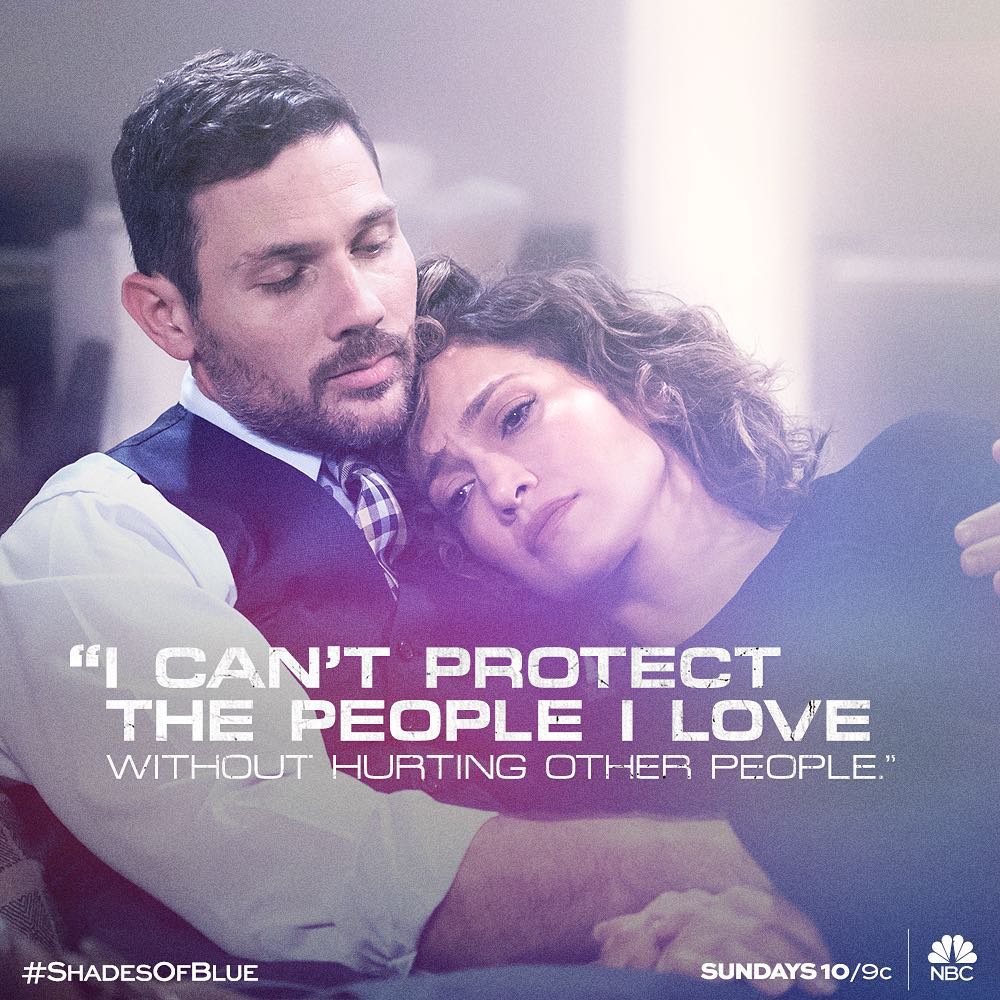 “I CAN’T PROTECT
THE PEOPLE I LOVE
WITHOUT HURTING OTHER PEOPLE.”
#SHADESOFBLUE
SUNDAYS 10/9c
NBC